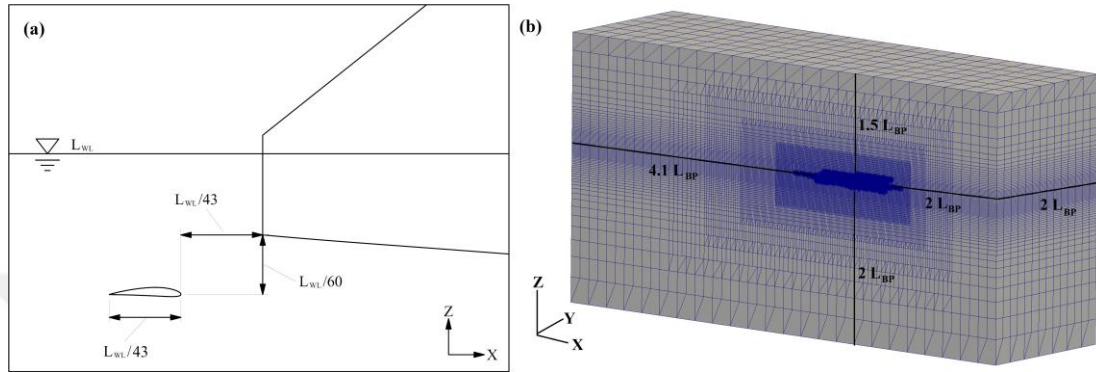 (a)
L_WL
L_WL/43
L_WL/60
L_WL/43
Z
X
(b)
1.5 L_BP
4.1 L_BP
2 L_BP
2 L_BP
2 L_BP
Z
Y
X